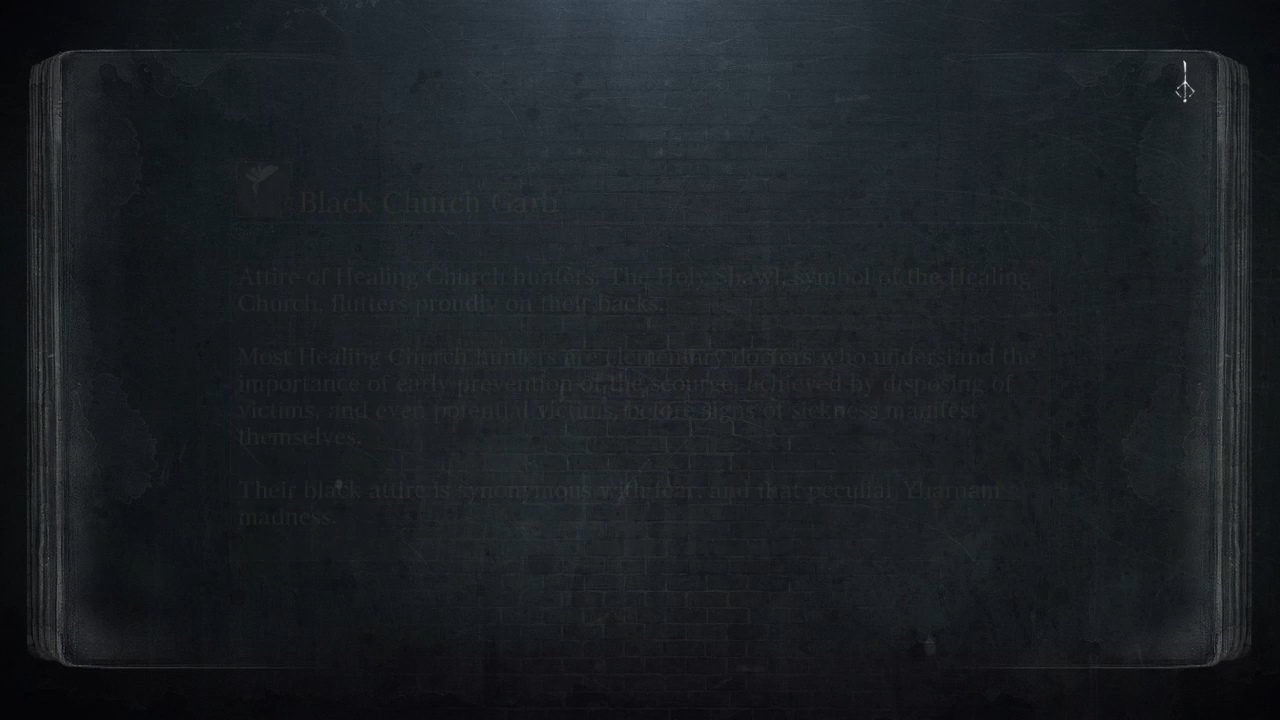 Black Church Garb
Attire of Healing Church hunters. The Holy Shawl, symbol of the Healing
Church, flutters proudly on their backs.
Most Healing Church hunters are elementary doctors who understand the
importance of early prevention of the scourge, achieved by disposing of
victims, and even potential victims, before signs of sickness manifest
themselves.
Their black attire is synonymous with fear, and that peculiar Yharnam
madness.